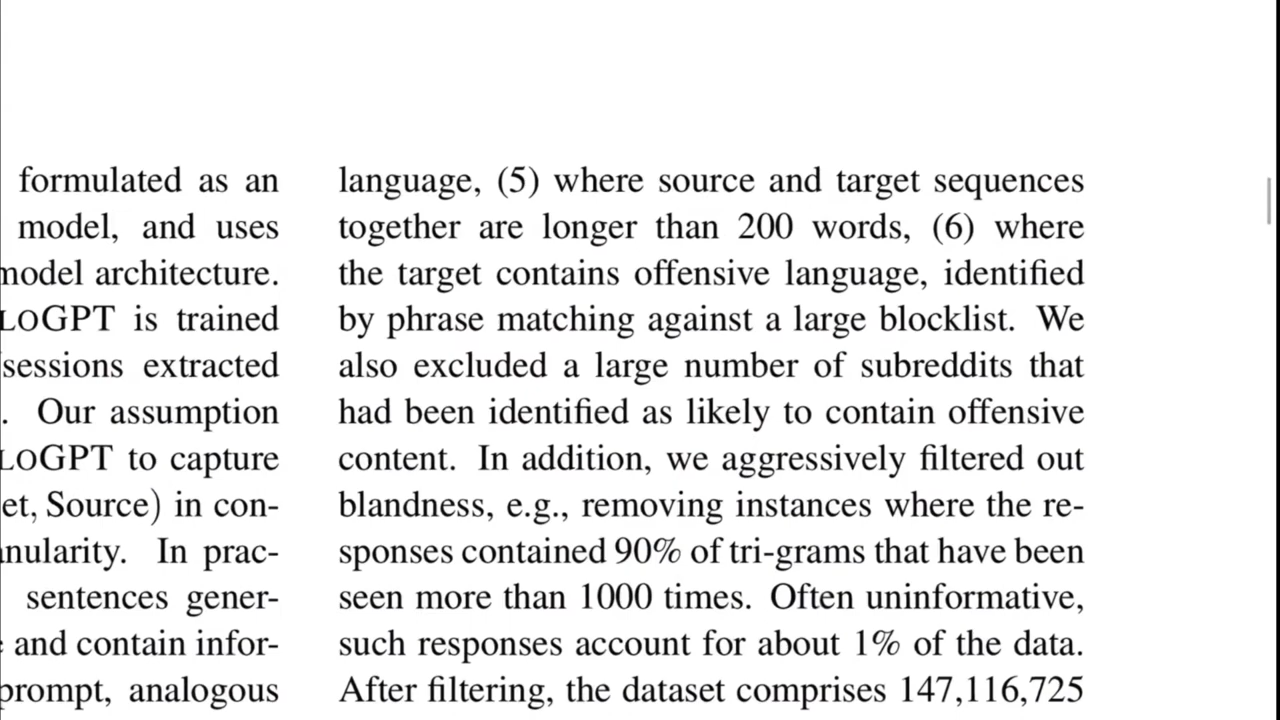 formulated as an
model, and uses
model architecture.
LOGPT is trained
sessions extracted
. Our assumption
LOGPT to capture
et, Source) in con-
nularity. In prac-
sentences gener-
and contain infor-
prompt, analogous
language, (5) where source and target sequences
together are longer than 200 words, (6) where
the target contains offensive language, identified
by phrase matching against a large blocklist. We
also excluded a large number of subreddits that
had been identified as likely to contain offensive
content. In addition, we aggressively filtered out
blandness, e.g., removing instances where the re-
sponses contained 90% of tri-grams that have been
seen more than 1000 times. Often uninformative,
such responses account for about 1% of the data.
After filtering, the dataset comprises 147,116,725